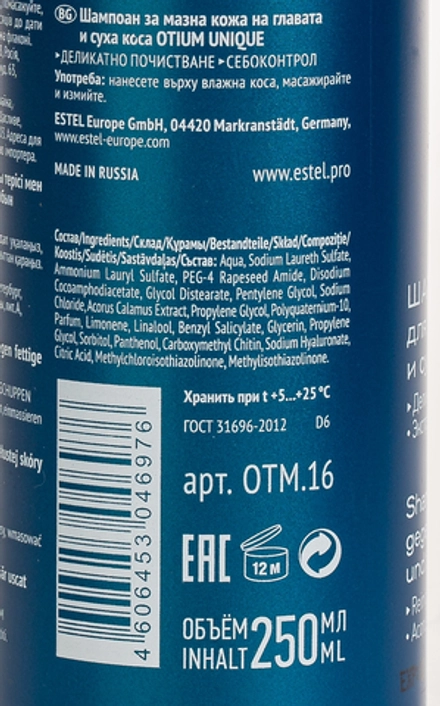 BG Шампоан за мазна кожа на главата
и суха коса OTIUM UNIQUE
▸ДЕЛИКАТНО ПОЧИСТВАНЕ ▸СЕБОКОНТРОЛ
Употреба: нанесете върху влажна коса, масажирайте
и измийте.
ESTEL Europe GmbH, 04420 Markranstädt, Germany,
www.estel-europe.com
MADE IN RUSSIA www.estel.pro
Состав/Ingredients/Склад/Құрамы/Bestandteile/Skład/Compoziție/
Koostis/Sudėtis/Sastāvdaļas/Състав: Aqua, Sodium Laureth Sulfate,
Ammonium Lauryl Sulfate, PEG-4 Rapeseed Amide, Disodium
Cocoamphodiacetate, Glycol Distearate, Pentylene Glycol, Sodium
Chloride, Acorus Calamus Extract, Propylene Glycol, Polyquaternium-10,
Parfum, Limonene, Linalool, Benzyl Salicylate, Glycerin, Propylene
Glycol, Sorbitol, Panthenol, Carboxymethyl Chitin, Sodium Hyaluronate,
Citric Acid, Methylchloroisothiazolinone, Methylisothiazolinone.
Хранить при t +5...+25 °C
ГОСТ 31696-2012 D6
арт. ОТМ.16
4 606453 046976
EAC
12 M
ОБЪЁМ 250 МЛ
INHALT ML